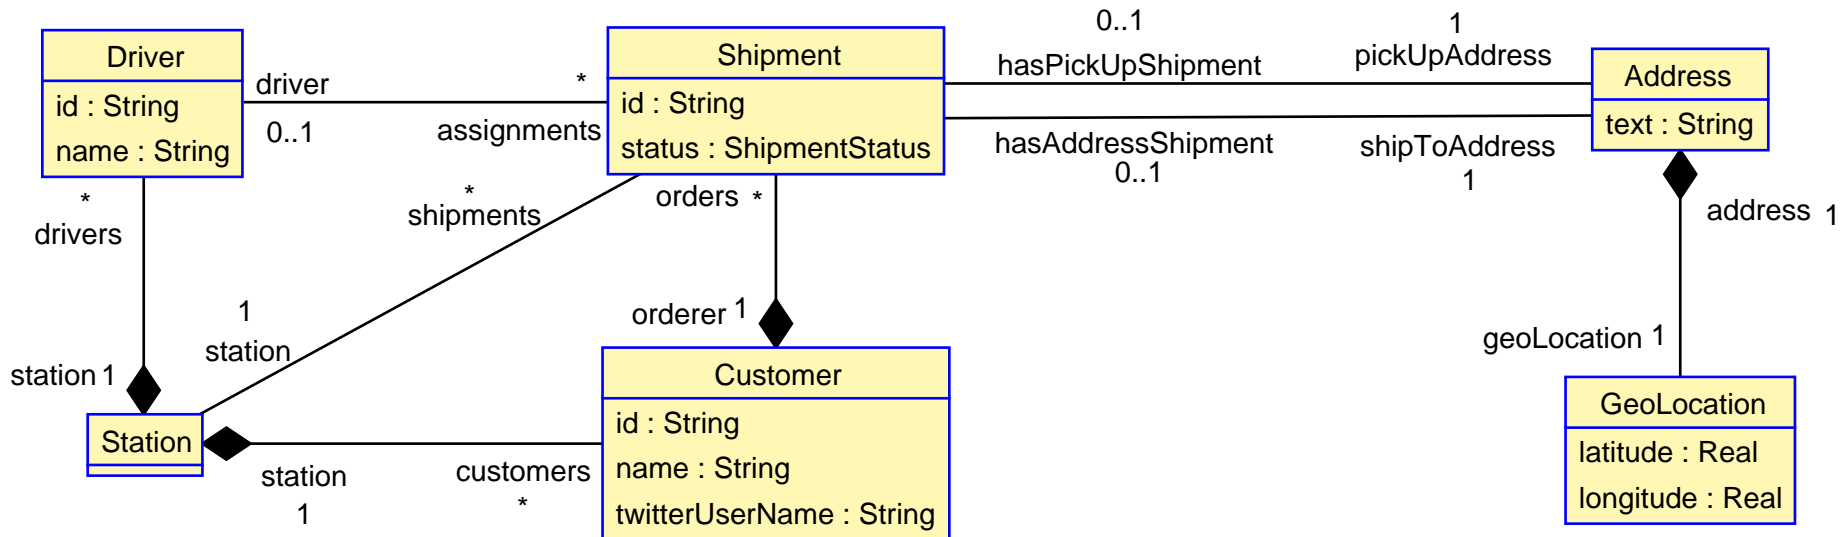 Driver
id : String
name : String
driver
0..1
*
assignments
Shipment
id : String
status : ShipmentStatus
0..1
hasPickUpShipment
1
pickUpAddress
hasAddressShipment
0..1
shipToAddress
1
Address
text : String
*
drivers
*
shipments
orders *
address 1
1
station
orderer 1
geoLocation 1
station 1
Station
station
1
customers
*
Customer
id : String
name : String
twitterUserName : String
GeoLocation
latitude : Real
longitude : Real